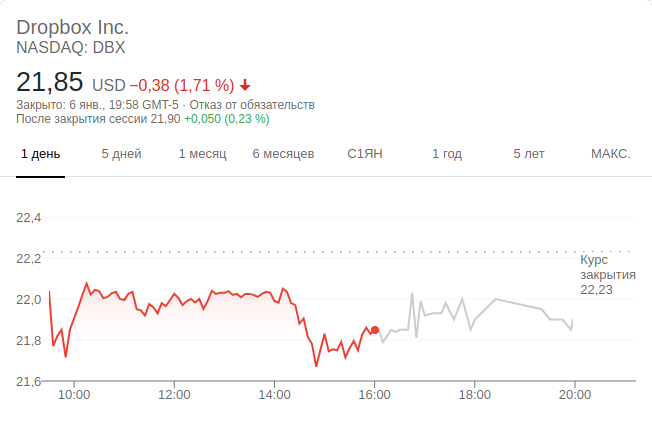 Dropbox Inc.
NASDAQ: DBX
21,85 USD −0,38 (1,71 %)
Закрыто: 6 янв., 19:58 GMT-5 · Отказ от обязательств
После закрытия сессии 21,90 +0,050 (0,23 %)
1 день 5 дней 1 месяц 6 месяцев С1ЯН 1 год 5 лет МАКС.
22,4
22,2
Курс
закрытия
22,23
22,0
21,8
21,6
10:00 12:00 14:00 16:00 18:00 20:00